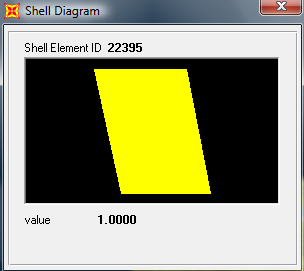 Shell Diagram
Shell Element ID 22395
value 1.0000